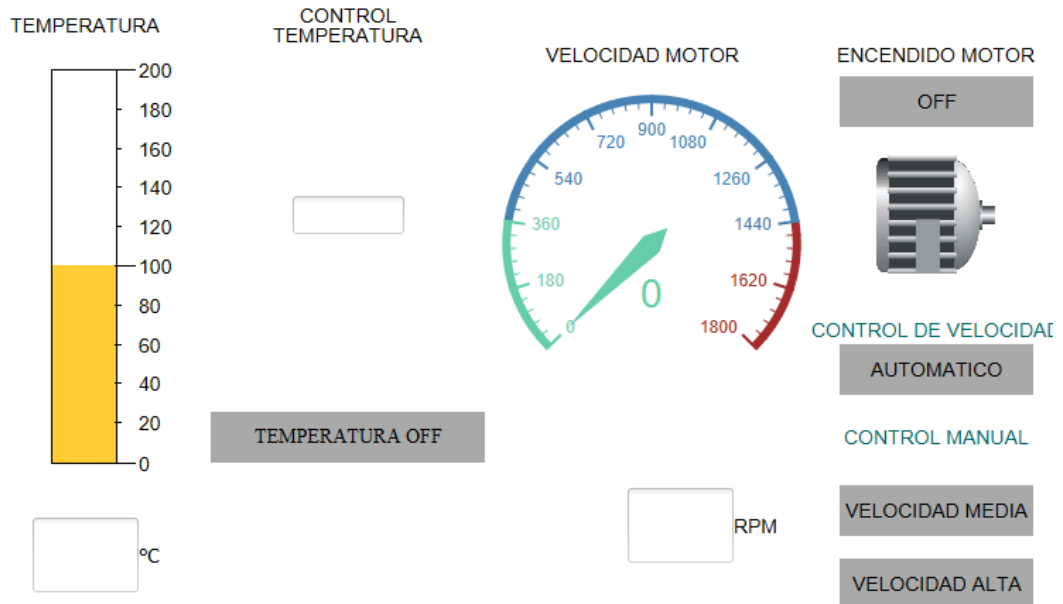 TEMPERATURA
200
180
160
140
120
100
80
60
40
20
0
°C
CONTROL
TEMPERATURA
TEMPERATURA OFF
VELOCIDAD MOTOR
0
180
360
540
720
900
1080
1260
1440
1620
1800
0
RPM
ENCENDIDO MOTOR
OFF
CONTROL DE VELOCIDAD
AUTOMATICO
CONTROL MANUAL
VELOCIDAD MEDIA
VELOCIDAD ALTA